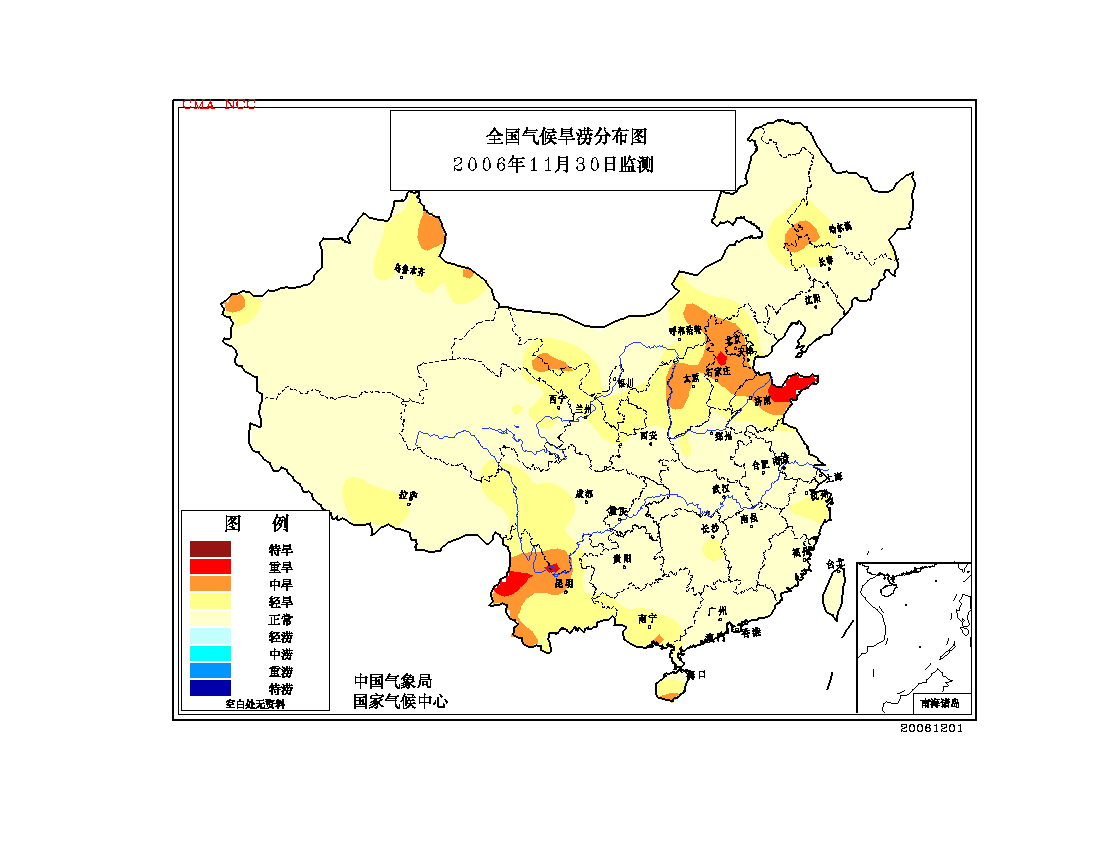 CMA NCC
全国气候旱涝分布图
2006年11月30日监测
哈尔滨
长春
乌鲁木齐
沈阳
呼和浩特
北京
天津
银川
太原
石家庄
济南
西宁
兰州
西安
郑州
合肥
南京
上海
拉萨
成都
武汉
杭州
重庆
长沙
南昌
贵阳
福州
台北
昆明
南宁
广州
澳门
香港
海口
图 例
特旱
重旱
中旱
轻旱
正常
轻涝
中涝
重涝
特涝
空白处无资料
中国气象局
国家气候中心
南海诸岛
20061201